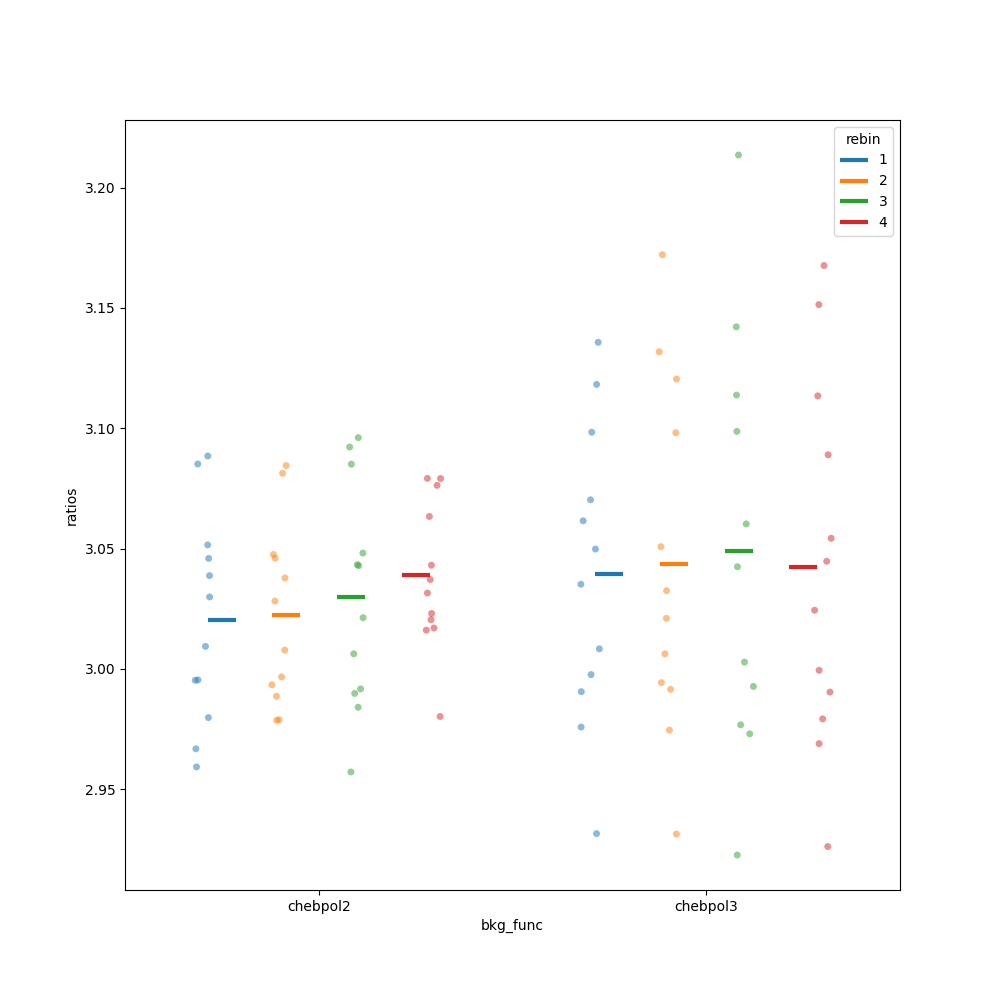 rebin
1
2
3
4
3.20
3.15
3.10
3.05
3.00
2.95
ratios
chebpol2
chebpol3
bkg_func